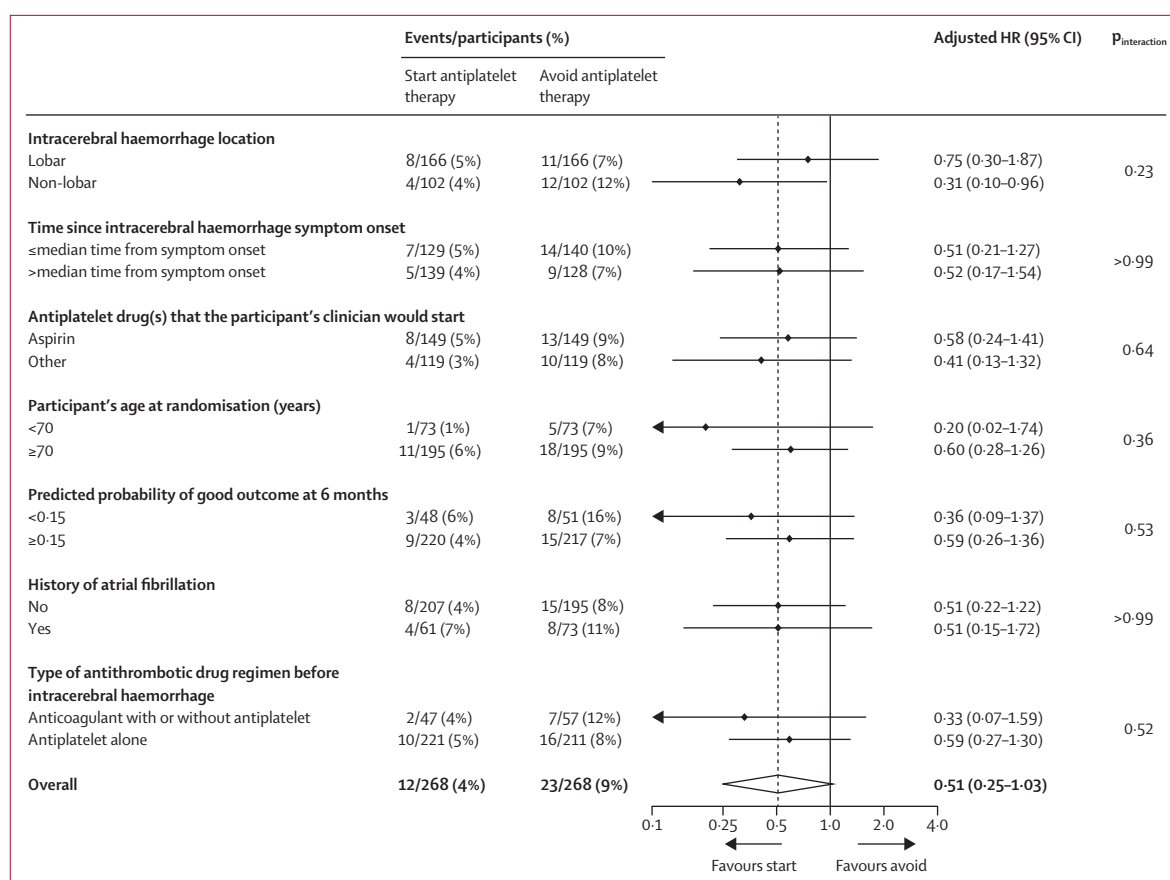 Events/participants (%) Adjusted HR (95% CI) pinteraction
Start antiplatelet therapy Avoid antiplatelet therapy
Intracerebral haemorrhage location
Lobar 8/166 (5%) 11/166 (7%) 0·75 (0·30–1·87)
0·23
Non-lobar 4/102 (4%) 12/102 (12%) 0·31 (0·10–0·96)
Time since intracerebral haemorrhage symptom onset
≤median time from symptom onset 7/129 (5%) 14/140 (10%) 0·51 (0·21–1·27)
>0·99
>median time from symptom onset 5/139 (4%) 9/128 (7%) 0·52 (0·17–1·54)
Antiplatelet drug(s) that the participant's clinician would start
Aspirin 8/149 (5%) 13/149 (9%) 0·58 (0·24–1·41)
0·64
Other 4/119 (3%) 10/119 (8%) 0·41 (0·13–1·32)
Participant's age at randomisation (years)
<70 1/73 (1%) 5/73 (7%) 0·20 (0·02–1·74)
0·36
≥70 11/195 (6%) 18/195 (9%) 0·60 (0·28–1·26)
Predicted probability of good outcome at 6 months
<0·15 3/48 (6%) 8/51 (16%) 0·36 (0·09–1·37)
0·53
≥0·15 9/220 (4%) 15/217 (7%) 0·59 (0·26–1·36)
History of atrial fibrillation
No 8/207 (4%) 15/195 (8%) 0·51 (0·22–1·22)
>0·99
Yes 4/61 (7%) 8/73 (11%) 0·51 (0·15–1·72)
Type of antithrombotic drug regimen before
intracerebral haemorrhage
Anticoagulant with or without antiplatelet 2/47 (4%) 7/57 (12%) 0·33 (0·07–1·59)
0·52
Antiplatelet alone 10/221 (5%) 16/211 (8%) 0·59 (0·27–1·30)
Overall 12/268 (4%) 23/268 (9%) 0·51 (0·25–1·03)
0·1 0·25 0·5 1·0 2·0 4·0
Favours start Favours avoid